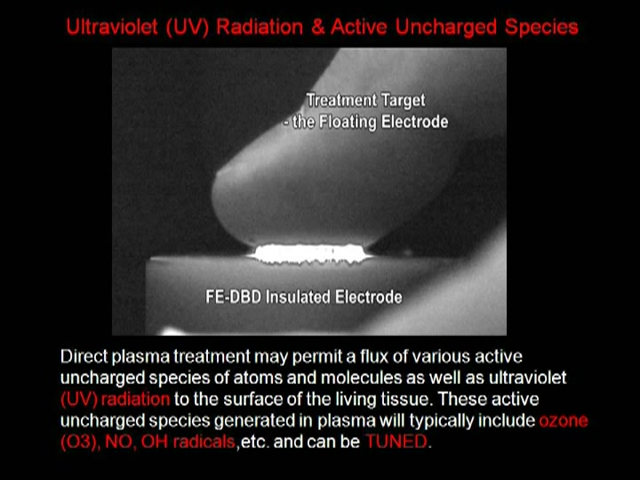 Ultraviolet (UV) Radiation & Active Uncharged Species
Treatment Target
- the Floating Electrode
FE-DBD Insulated Electrode
Direct plasma treatment may permit a flux of various active
uncharged species of atoms and molecules as well as ultraviolet
(UV) radiation to the surface of the living tissue. These active
uncharged species generated in plasma will typically include ozone
(O3), NO, OH radicals,etc. and can be TUNED.